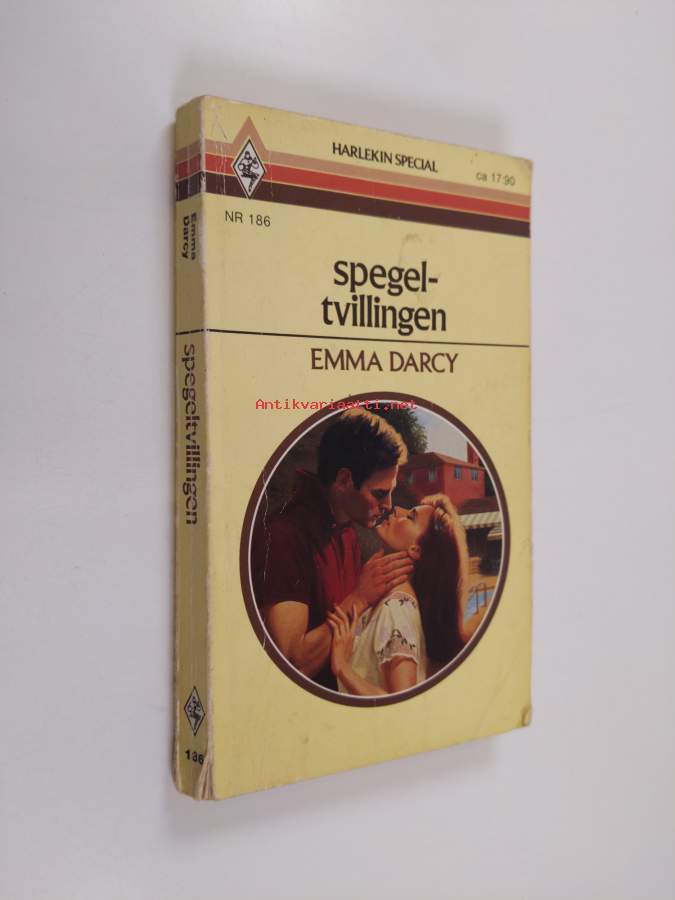 HARLEKIN SPECIAL
ca 17:90
NR 186
spegel-
tvillingen
EMMA DARCY
Antikvariaatti.net
Emma
Darcy
spegeltvillingen
186